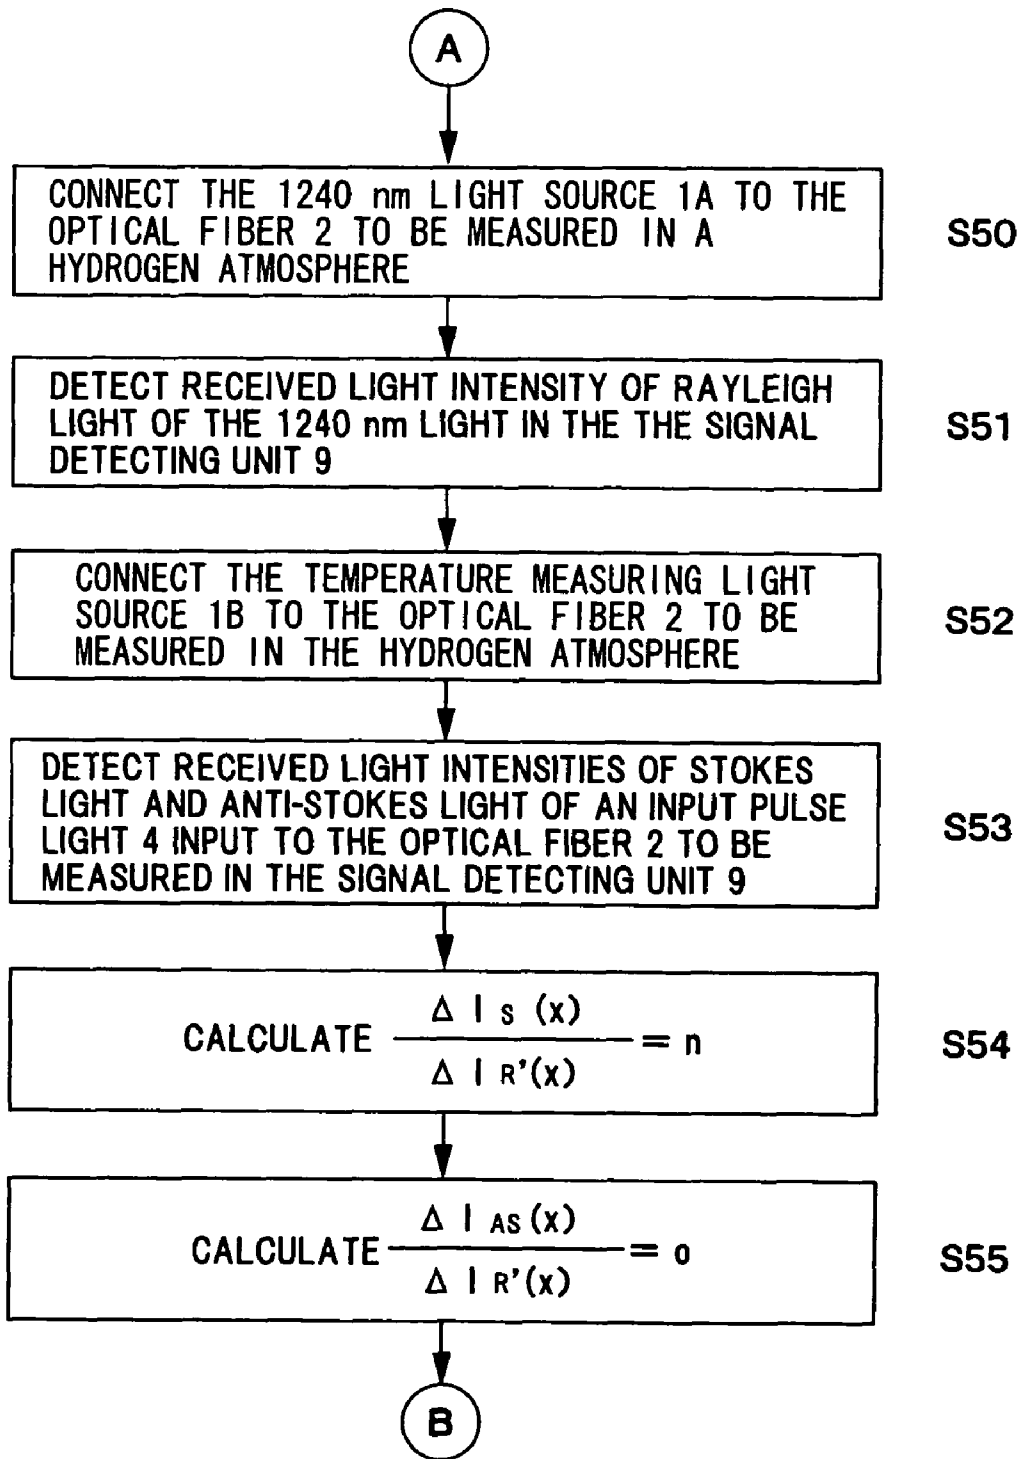 A
CONNECT THE 1240 nm LIGHT SOURCE 1A TO THE
OPTICAL FIBER 2 TO BE MEASURED IN A
HYDROGEN ATMOSPHERE
S50
DETECT RECEIVED LIGHT INTENSITY OF RAYLEIGH
LIGHT OF THE 1240 nm LIGHT IN THE THE SIGNAL
DETECTING UNIT 9
S51
CONNECT THE TEMPERATURE MEASURING LIGHT
SOURCE 1B TO THE OPTICAL FIBER 2 TO BE
MEASURED IN THE HYDROGEN ATMOSPHERE
S52
DETECT RECEIVED LIGHT INTENSITIES OF STOKES
LIGHT AND ANTI-STOKES LIGHT OF AN INPUT PULSE
LIGHT 4 INPUT TO THE OPTICAL FIBER 2 TO BE
MEASURED IN THE SIGNAL DETECTING UNIT 9
S53
Δ I S (x)
CALCULATE = n
Δ I R'(x)
S54
Δ I AS (x)
CALCULATE = o
Δ I R'(x)
S55
B